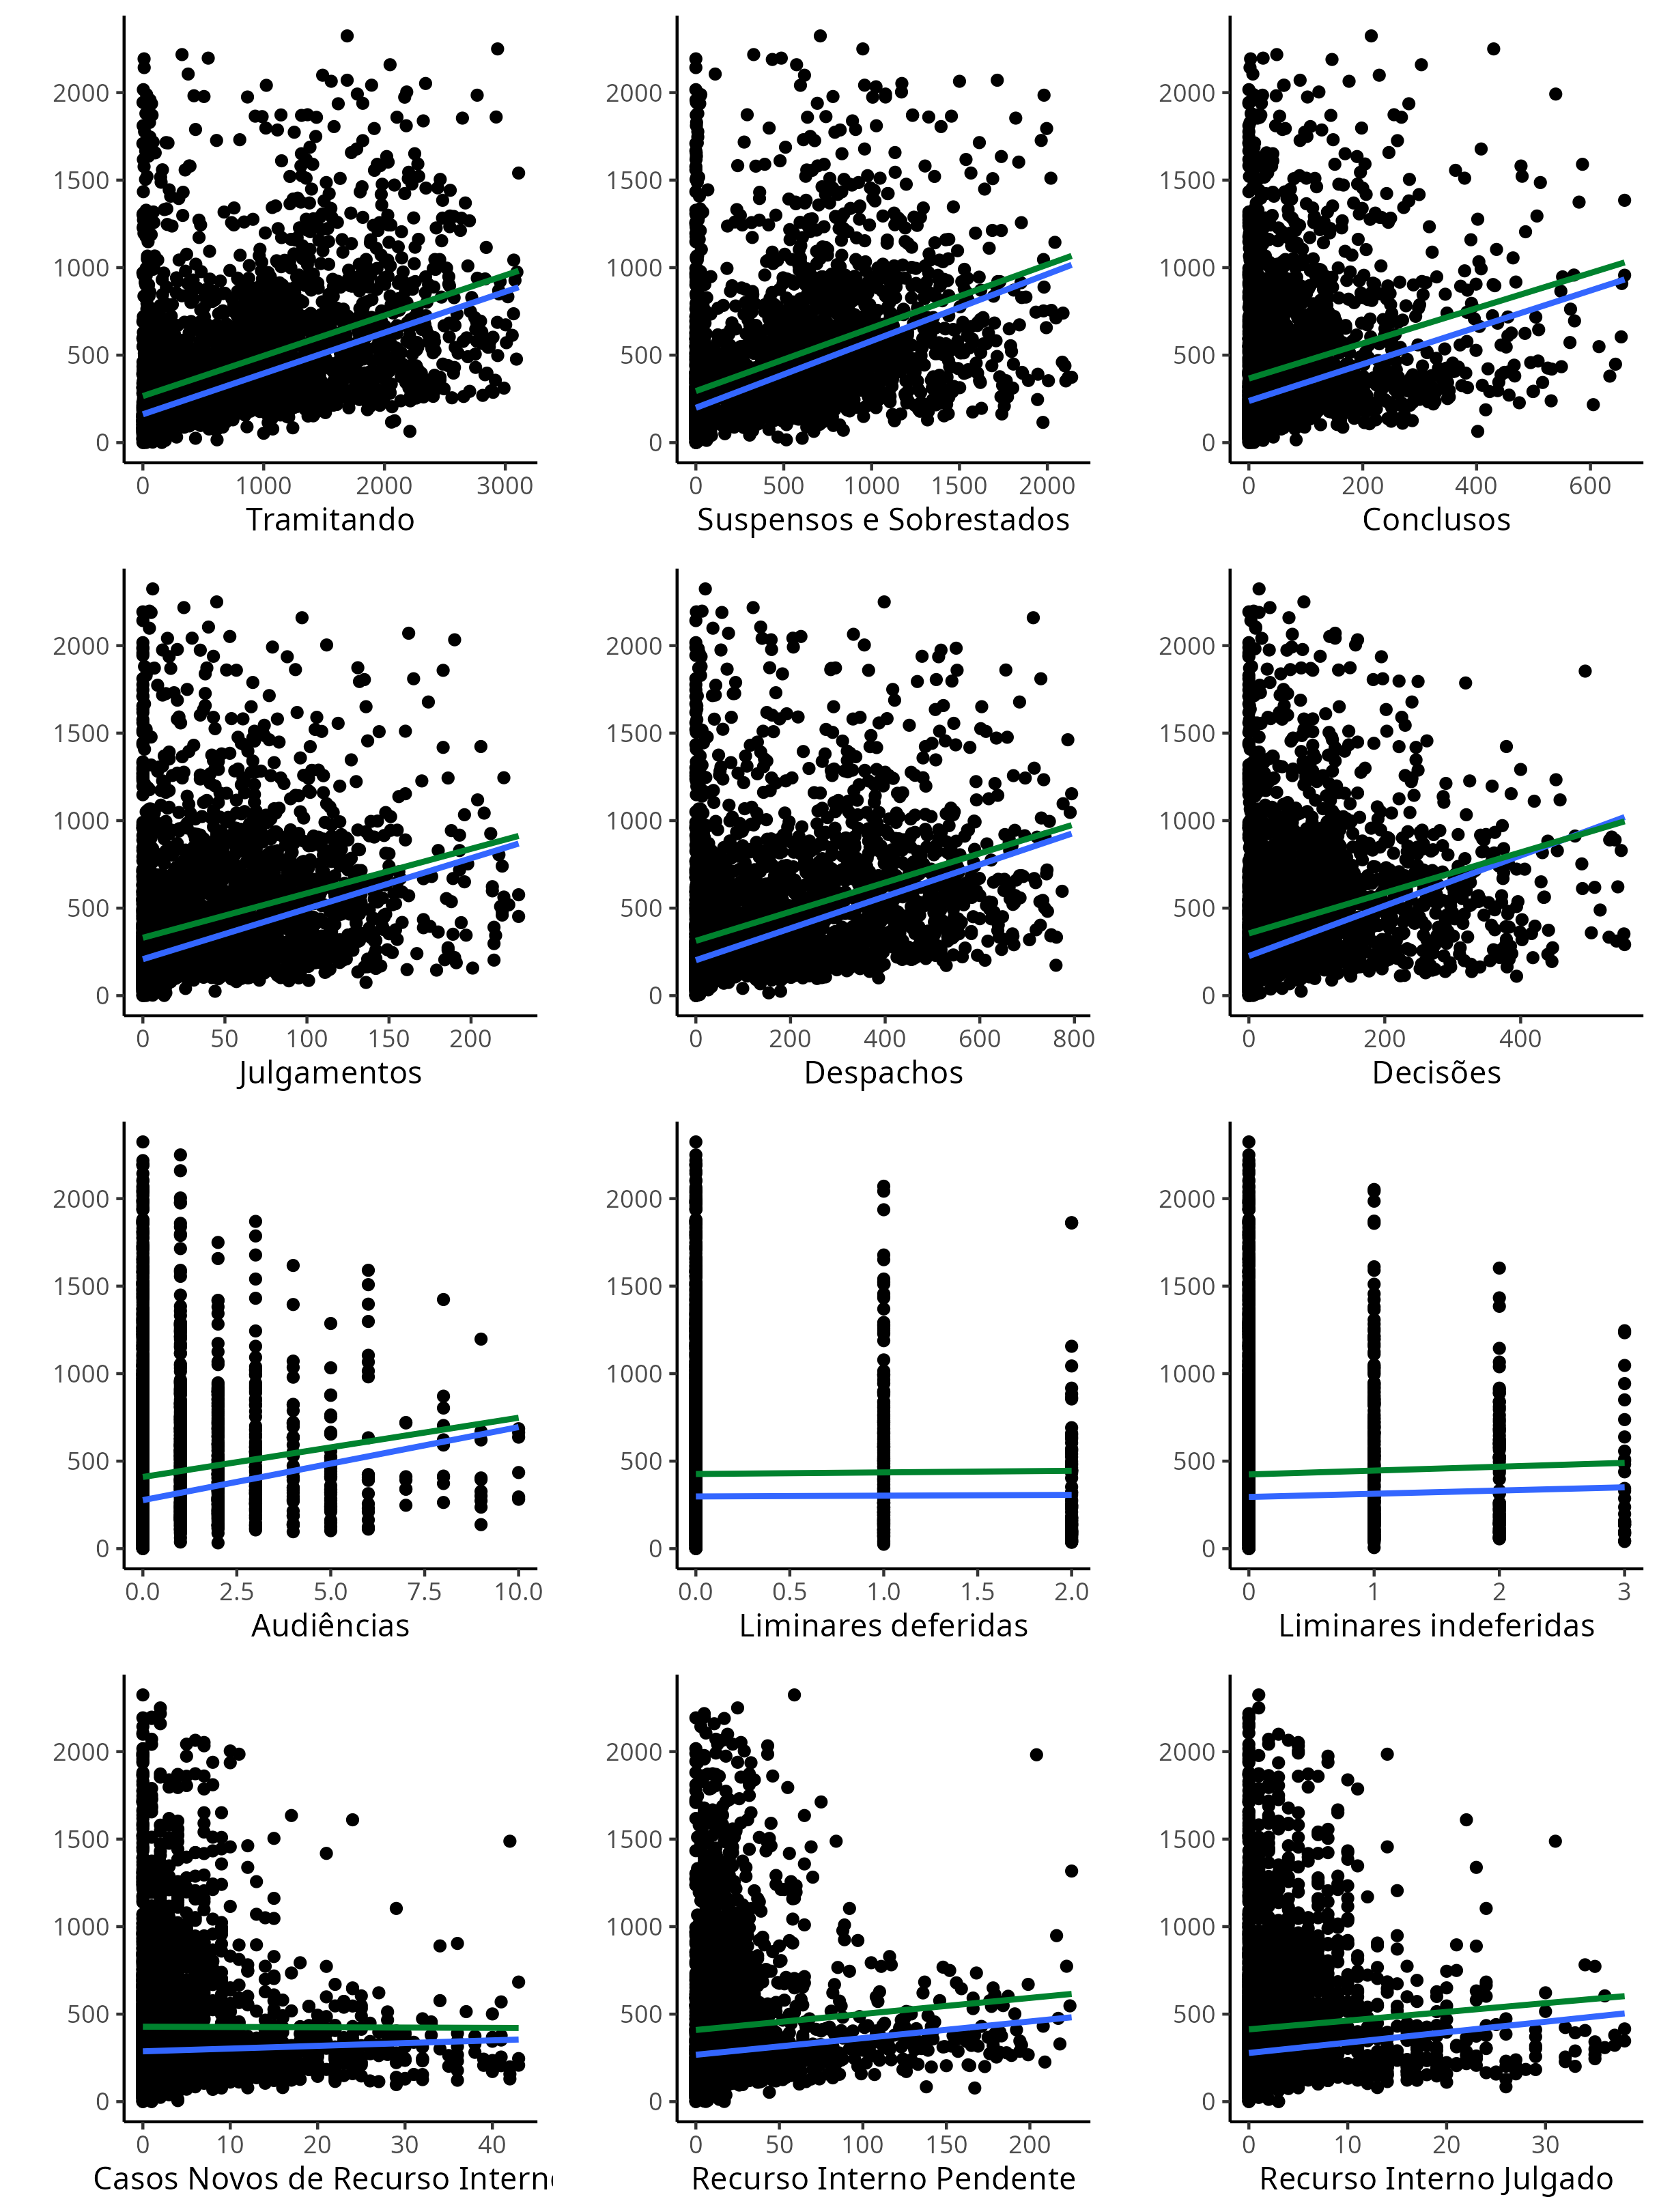 2000
1500
1000
500
0
0 1000 2000 3000
Tramitando
2000
1500
1000
500
0
0 500 1000 1500 2000
Suspensos e Sobrestados
2000
1500
1000
500
0
0 200 400 600
Conclusos
2000
1500
1000
500
0
0 50 100 150 200
Julgamentos
2000
1500
1000
500
0
0 200 400 600 800
Despachos
2000
1500
1000
500
0
0 200 400
Decisões
2000
1500
1000
500
0
0.0 2.5 5.0 7.5 10.0
Audiências
2000
1500
1000
500
0
0.0 0.5 1.0 1.5 2.0
Liminares deferidas
2000
1500
1000
500
0
0 1 2 3
Liminares indeferidas
2000
1500
1000
500
0
0 10 20 30 40
Casos Novos de Recurso Intern
2000
1500
1000
500
0
0 50 100 150 200
Recurso Interno Pendente
2000
1500
1000
500
0
0 10 20 30
Recurso Interno Julgado